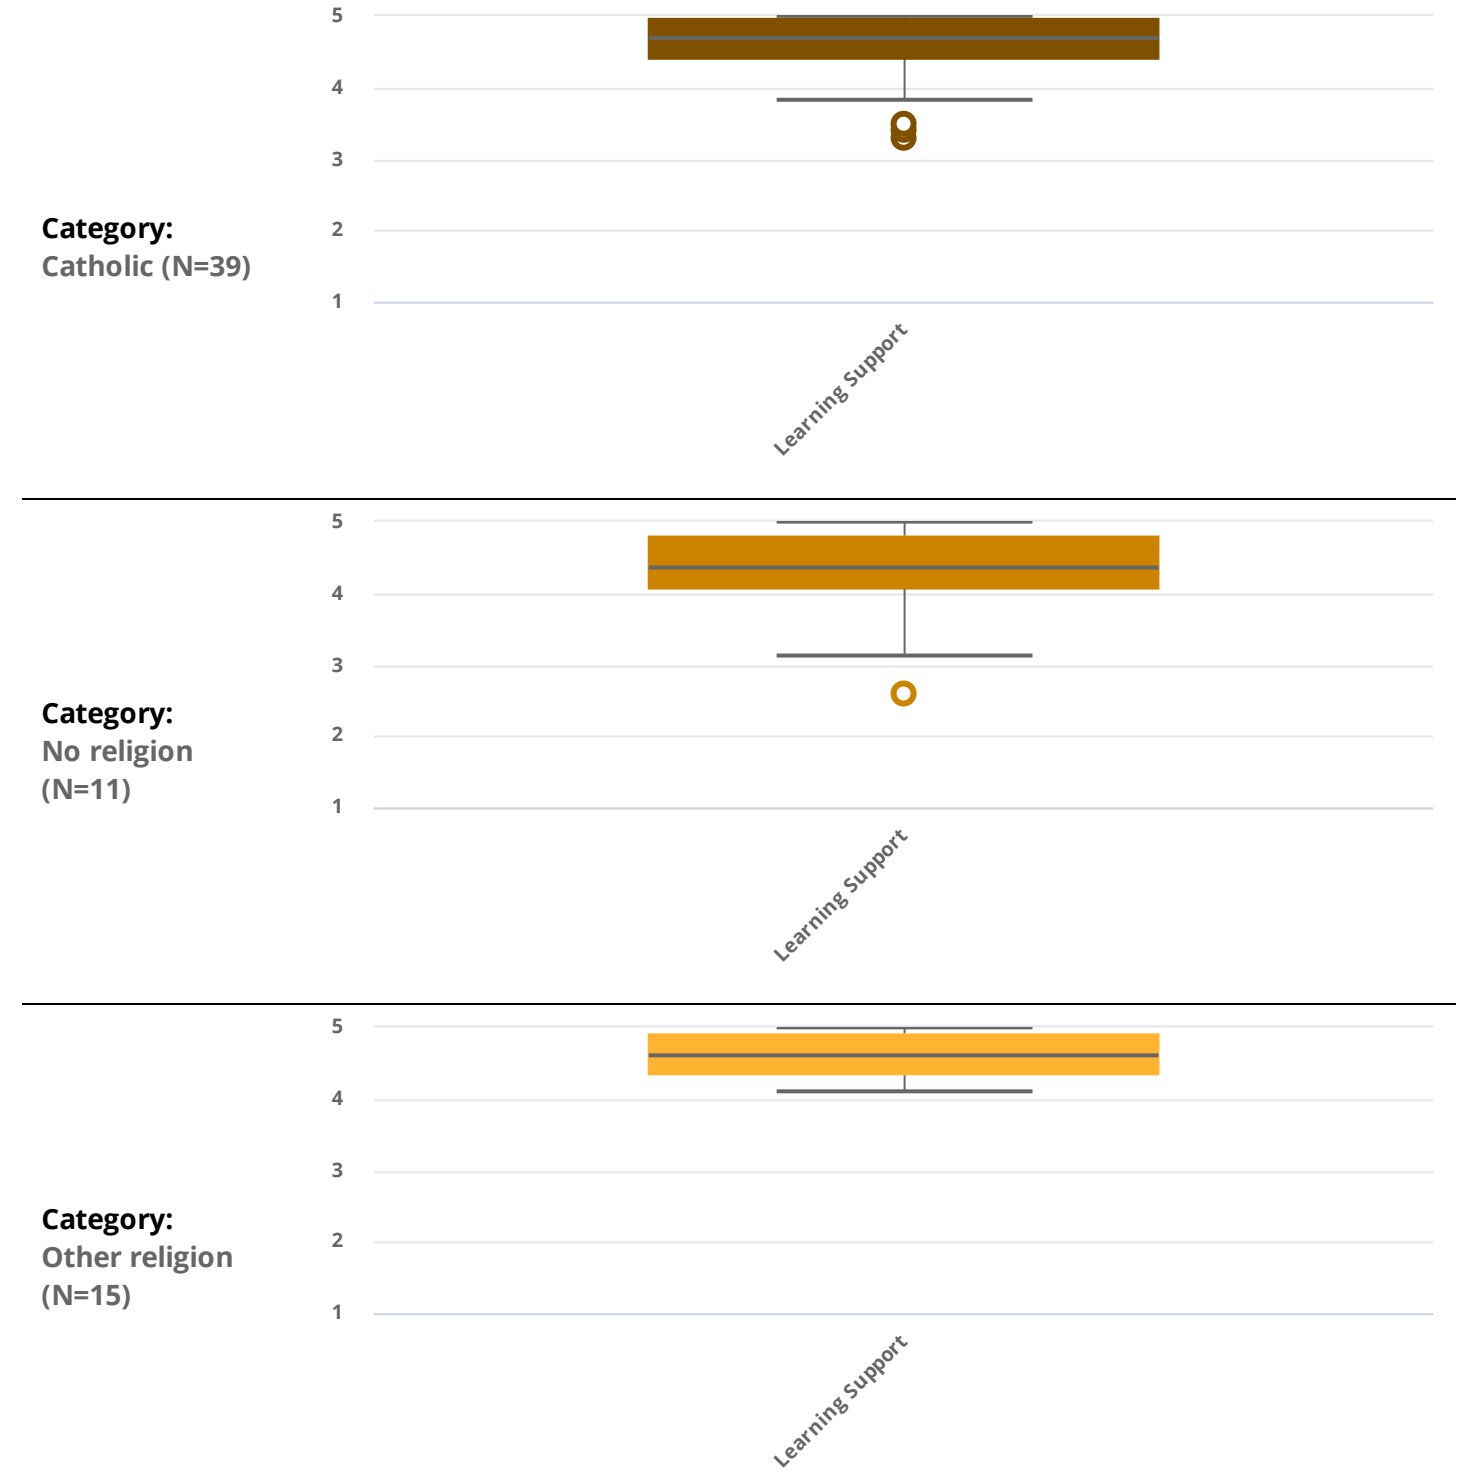 5
4
3
Category:
2
Catholic (N=39)
1
Learning Support
5
4
3
Category:
2
No religion
(N=11)
1
Learning Support
5
4
3
Category:
2
Other religion
(N=15)
1
Learning Support